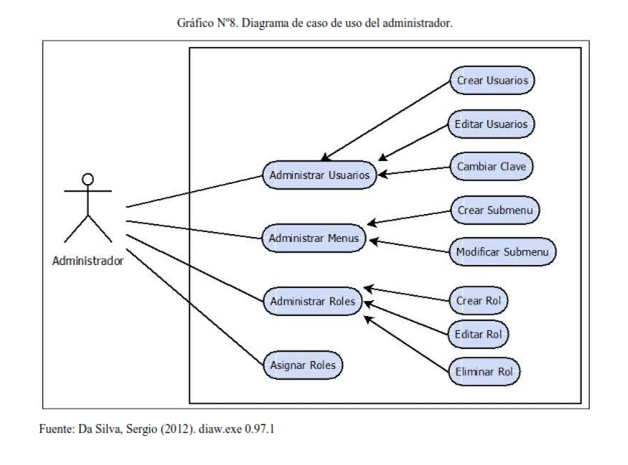 Gráfico Nº8. Diagrama de caso de uso del administrador.
Crear Usuarios
Editar Usuarios
Administrar Usuarios
Cambiar Clave
Crear Submenu
Administrar Menus
Modificar Submenu
Administrador
Administrar Roles
Crear Rol
Editar Rol
Asignar Roles
Eliminar Rol
Fuente: Da Silva, Sergio (2012). diaw.exe 0.97.1